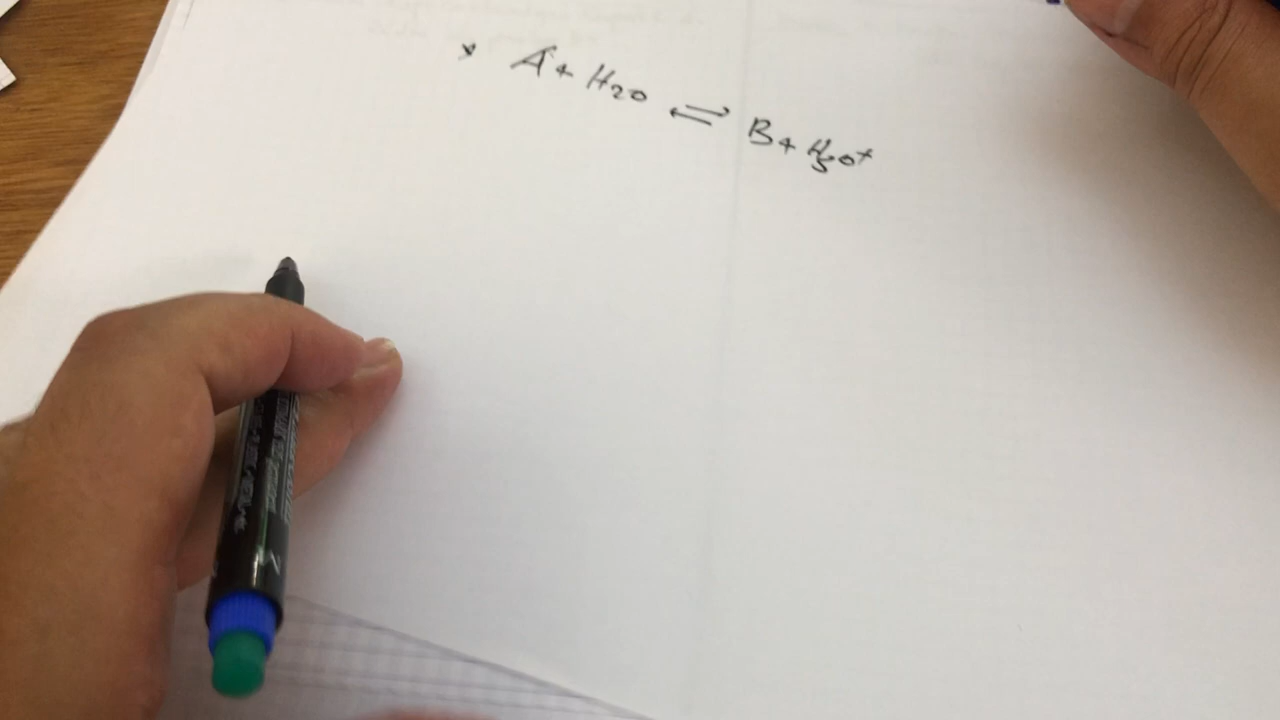 * A + H2O ⇌ B + H3O+